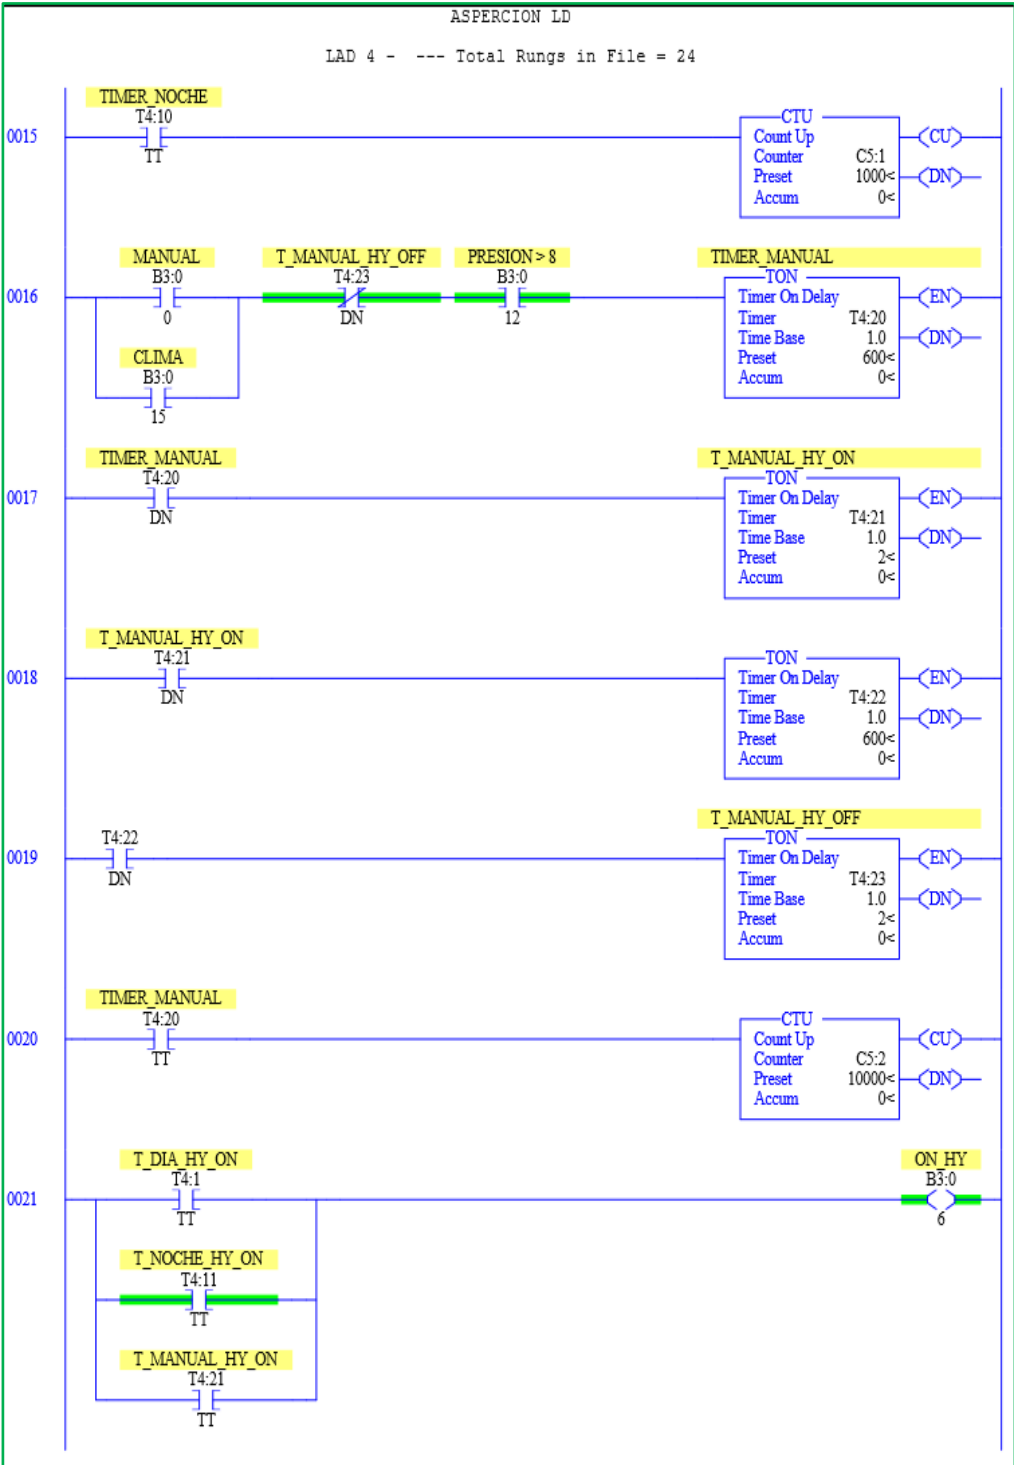 ASPERCION LD
LAD 4 -  --- Total Rungs in File = 24
TIMER_NOCHE
T4:10
0015
TT
CTU
Count Up
Counter C5:1
Preset 1000<
Accum 0<
CU
DN
MANUAL
B3:0
0016
0
CLIMA
B3:0
15
T_MANUAL_HY_OFF
T4:23
DN
PRESION > 8
B3:0
12
TIMER_MANUAL
TON
Timer On Delay
Timer T4:20
Time Base 1.0
Preset 600<
Accum 0<
EN
DN
TIMER_MANUAL
T4:20
0017
DN
T_MANUAL_HY_ON
TON
Timer On Delay
Timer T4:21
Time Base 1.0
Preset 2<
Accum 0<
EN
DN
T_MANUAL_HY_ON
T4:21
0018
DN
TON
Timer On Delay
Timer T4:22
Time Base 1.0
Preset 600<
Accum 0<
EN
DN
T4:22
0019
DN
T_MANUAL_HY_OFF
TON
Timer On Delay
Timer T4:23
Time Base 1.0
Preset 2<
Accum 0<
EN
DN
TIMER_MANUAL
T4:20
0020
TT
CTU
Count Up
Counter C5:2
Preset 10000<
Accum 0<
CU
DN
T_DIA_HY_ON
T4:1
0021
TT
T_NOCHE_HY_ON
T4:11
TT
T_MANUAL_HY_ON
T4:21
TT
ON_HY
B3:0
6